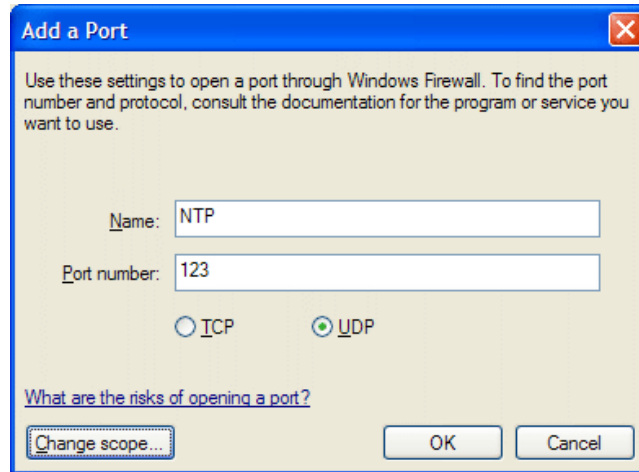 Add a Port
Use these settings to open a port through Windows Firewall. To find the port
number and protocol, consult the documentation for the program or service you
want to use.
Name: NTP
Port number: 123
TCP UDP
What are the risks of opening a port?
Change scope... OK Cancel